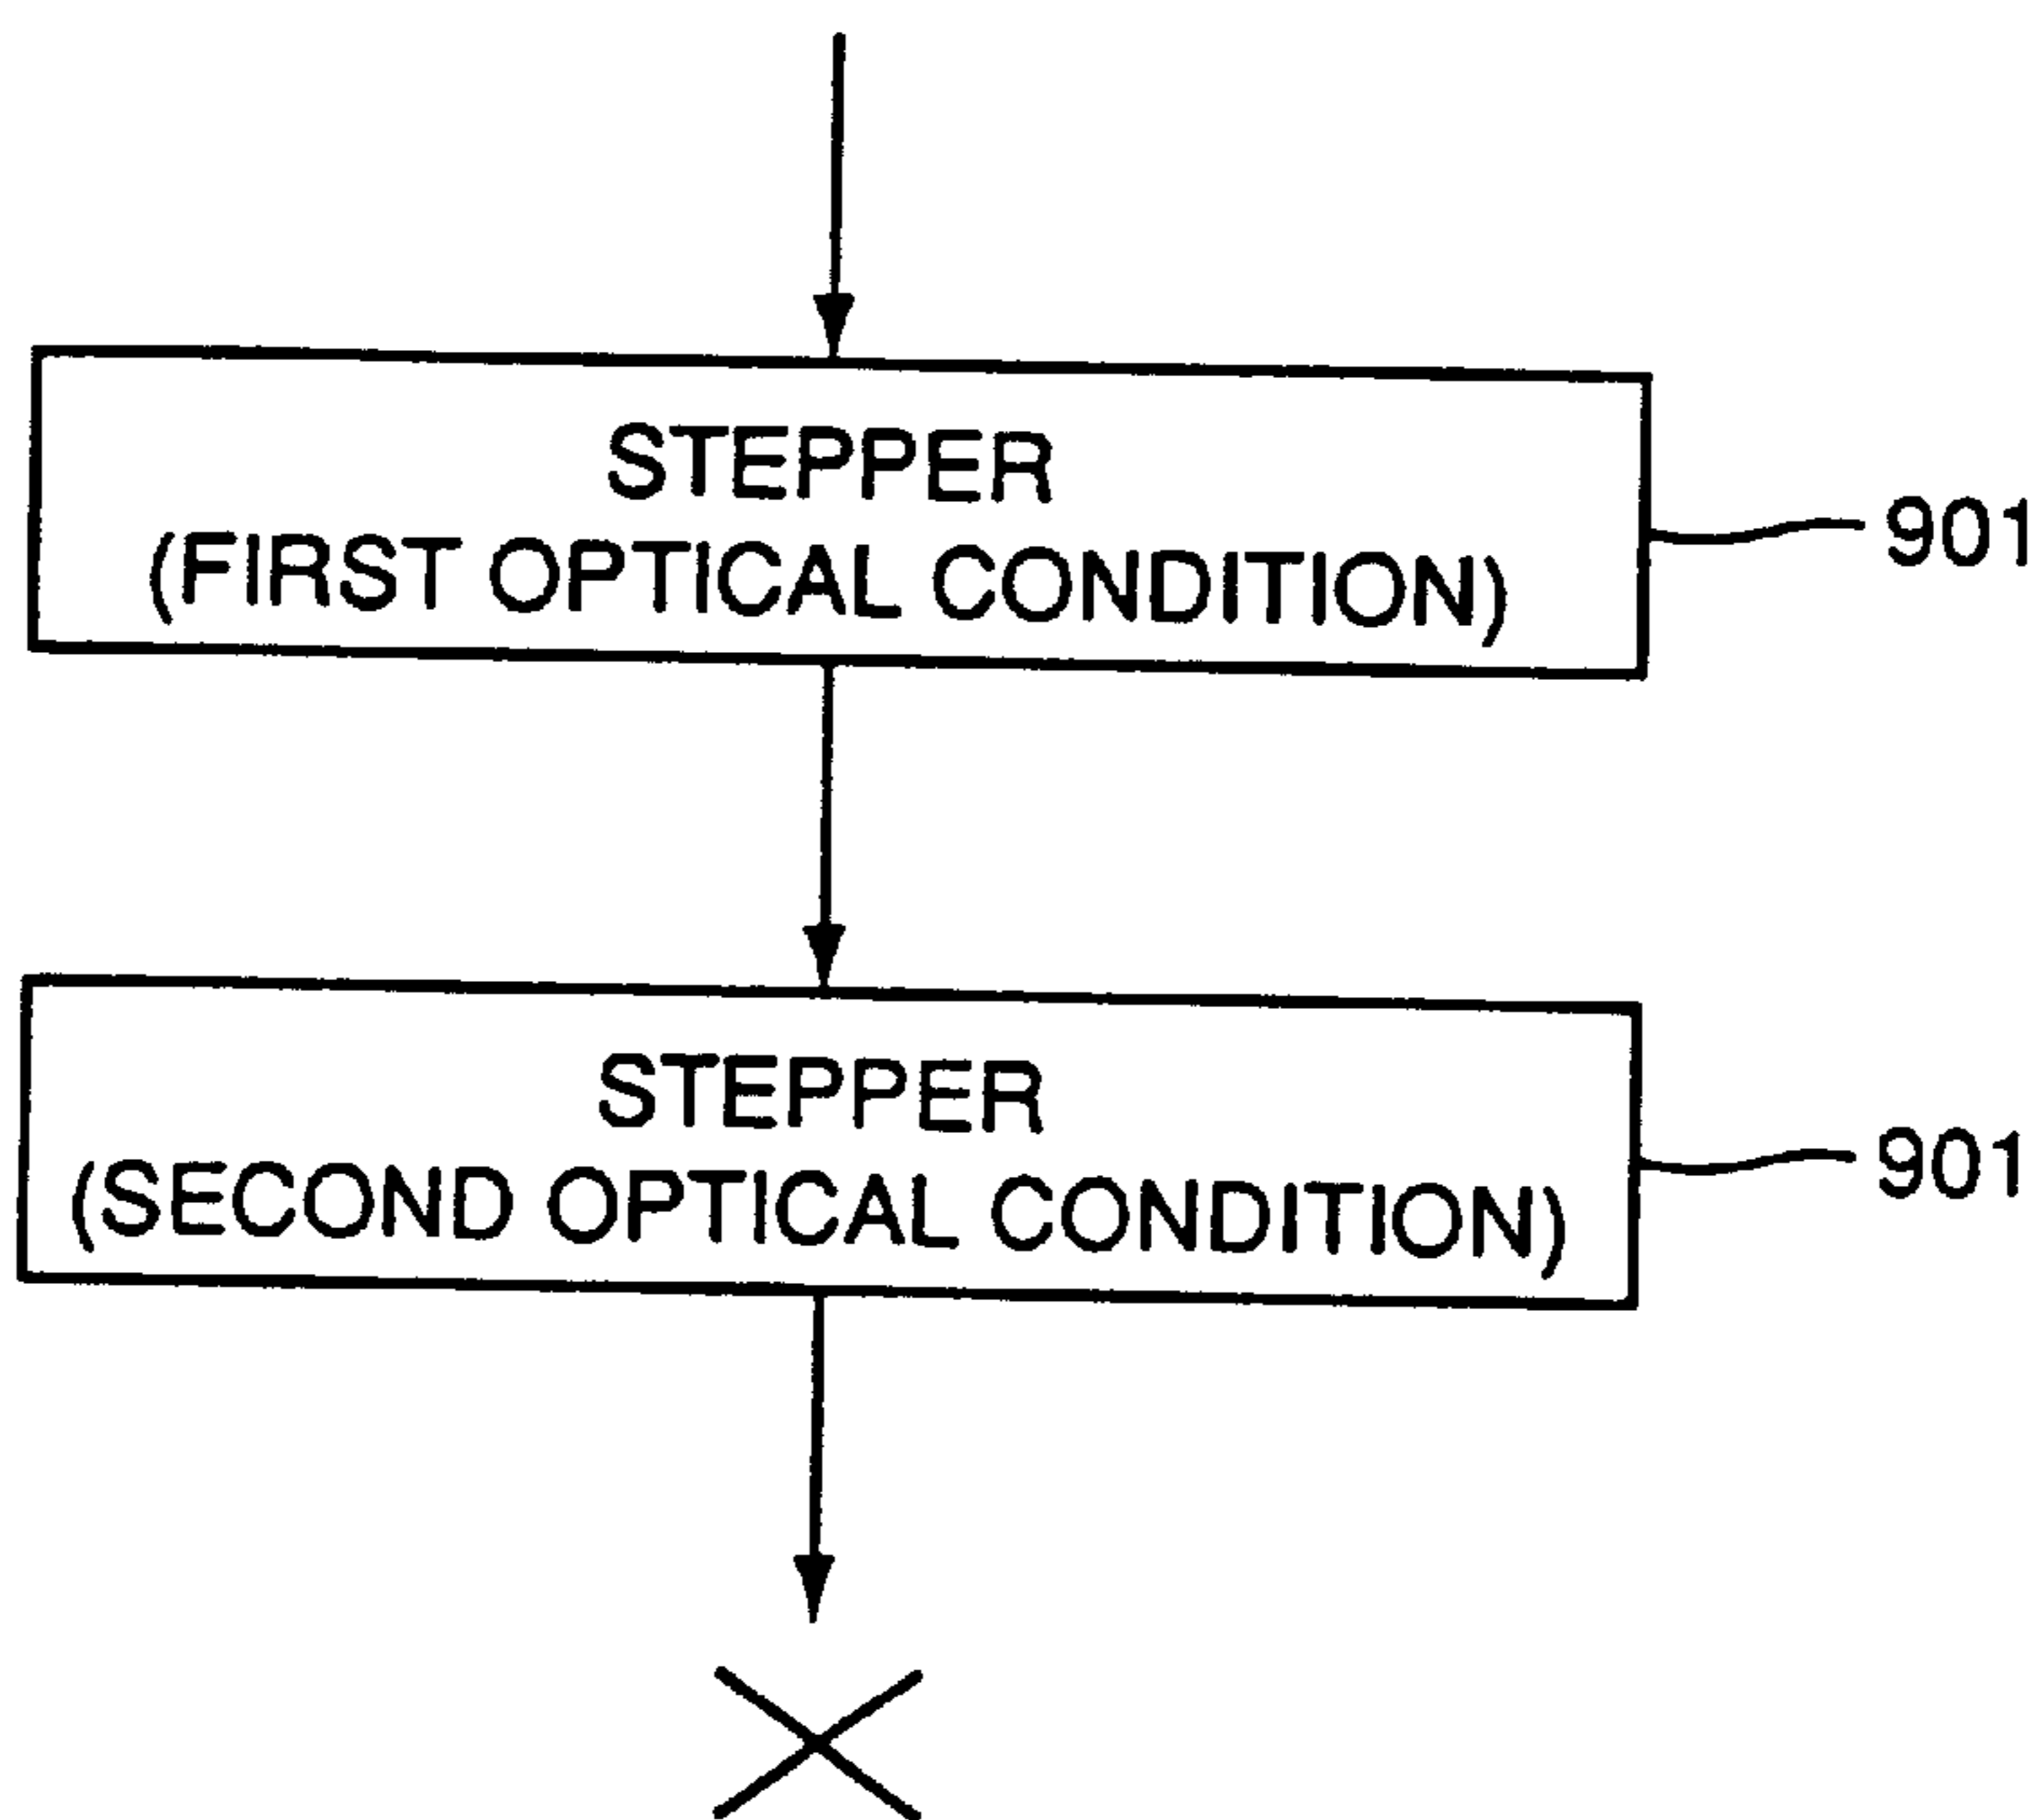 STEPPER
(FIRST OPTICAL CONDITION)
901
STEPPER
(SECOND OPTICAL CONDITION)
901